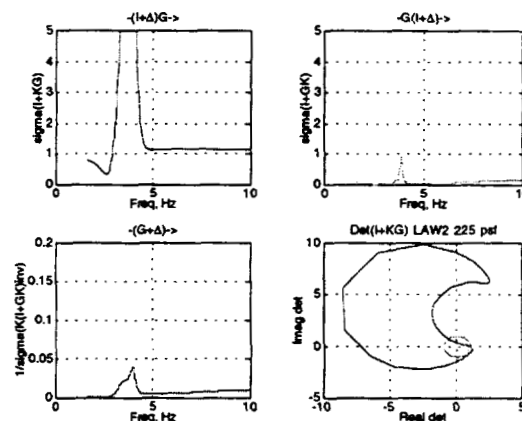 -(I+Δ)G->
5
4
3
2
1
0
0 5 10
sigma(I+KG)
Freq, Hz
-G(I+Δ)->
5
4
3
2
1
0
0 5 10
sigma(I+GK)
Freq, Hz
-(G+Δ)->
0.2
0.15
0.1
0.05
0
0 5 10
1/sigma(K(I+GK)inv)
Freq, Hz
Det(I+KG) LAW2 225 psf
10
5
0
-5
-10 -5 0 5
Imag det
Real det